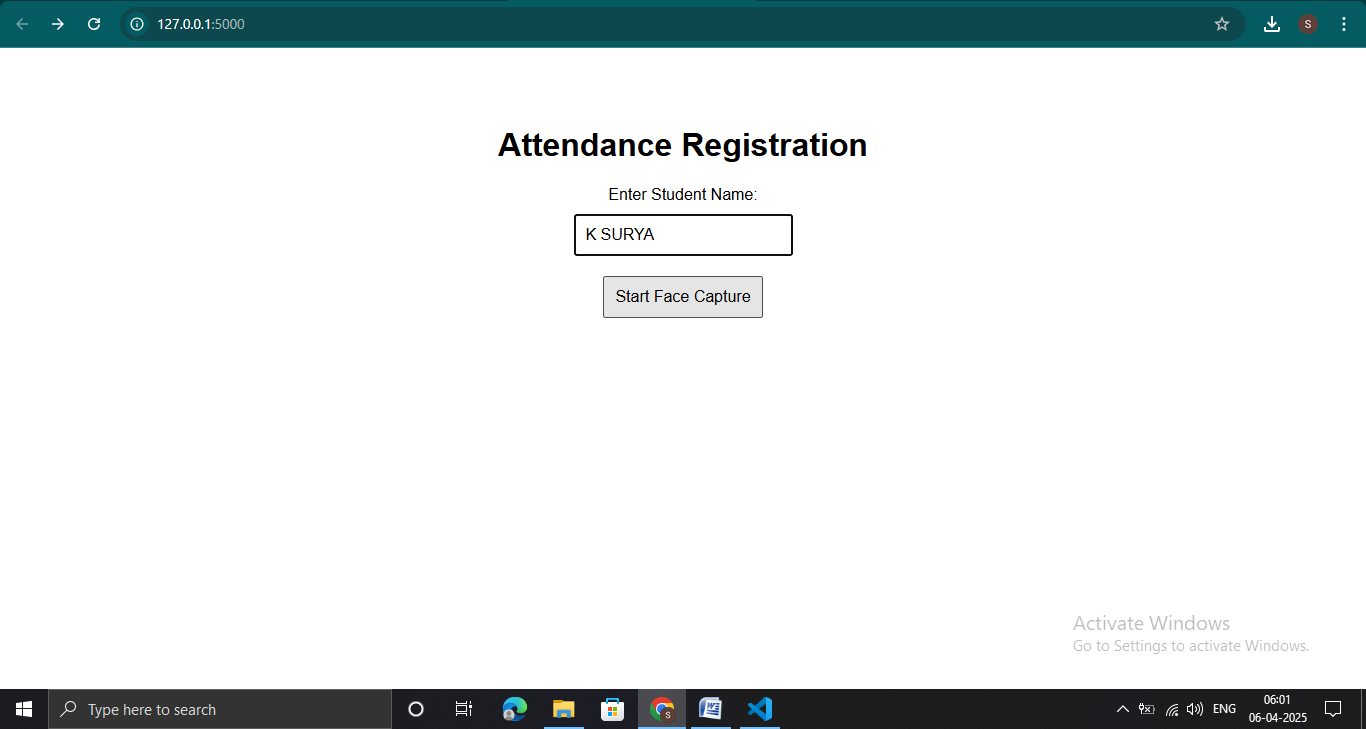 127.0.0.1:5000
S
Attendance Registration
Enter Student Name:
K SURYA
Start Face Capture
Activate Windows
Go to Settings to activate Windows.
Type here to search
S
ENG
06:01
06-04-2025